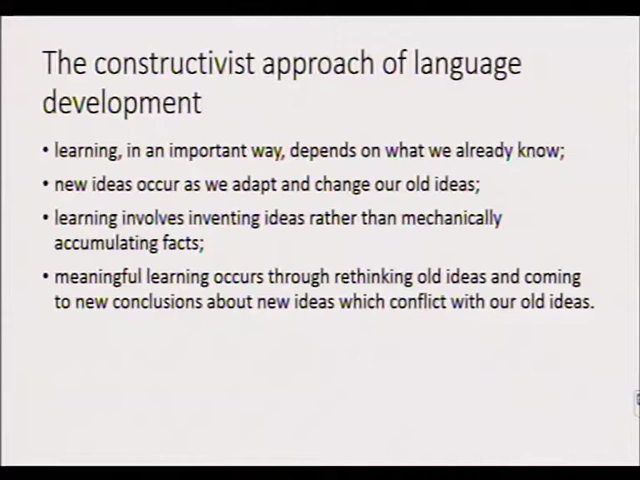 The constructivist approach of language
development
• learning, in an important way, depends on what we already know;
• new ideas occur as we adapt and change our old ideas;
• learning involves inventing ideas rather than mechanically
accumulating facts;
• meaningful learning occurs through rethinking old ideas and coming
to new conclusions about new ideas which conflict with our old ideas.